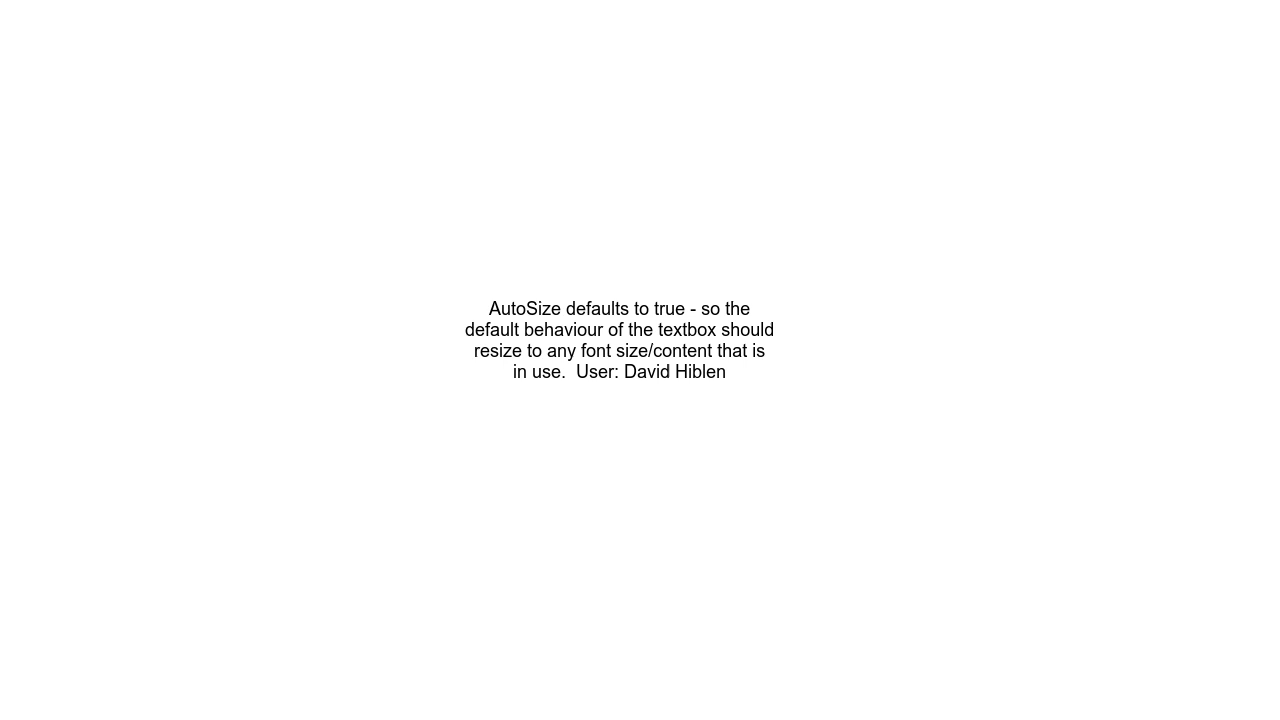 AutoSize defaults to true - so the
default behaviour of the textbox should
resize to any font size/content that is
in use.  User: David Hiblen